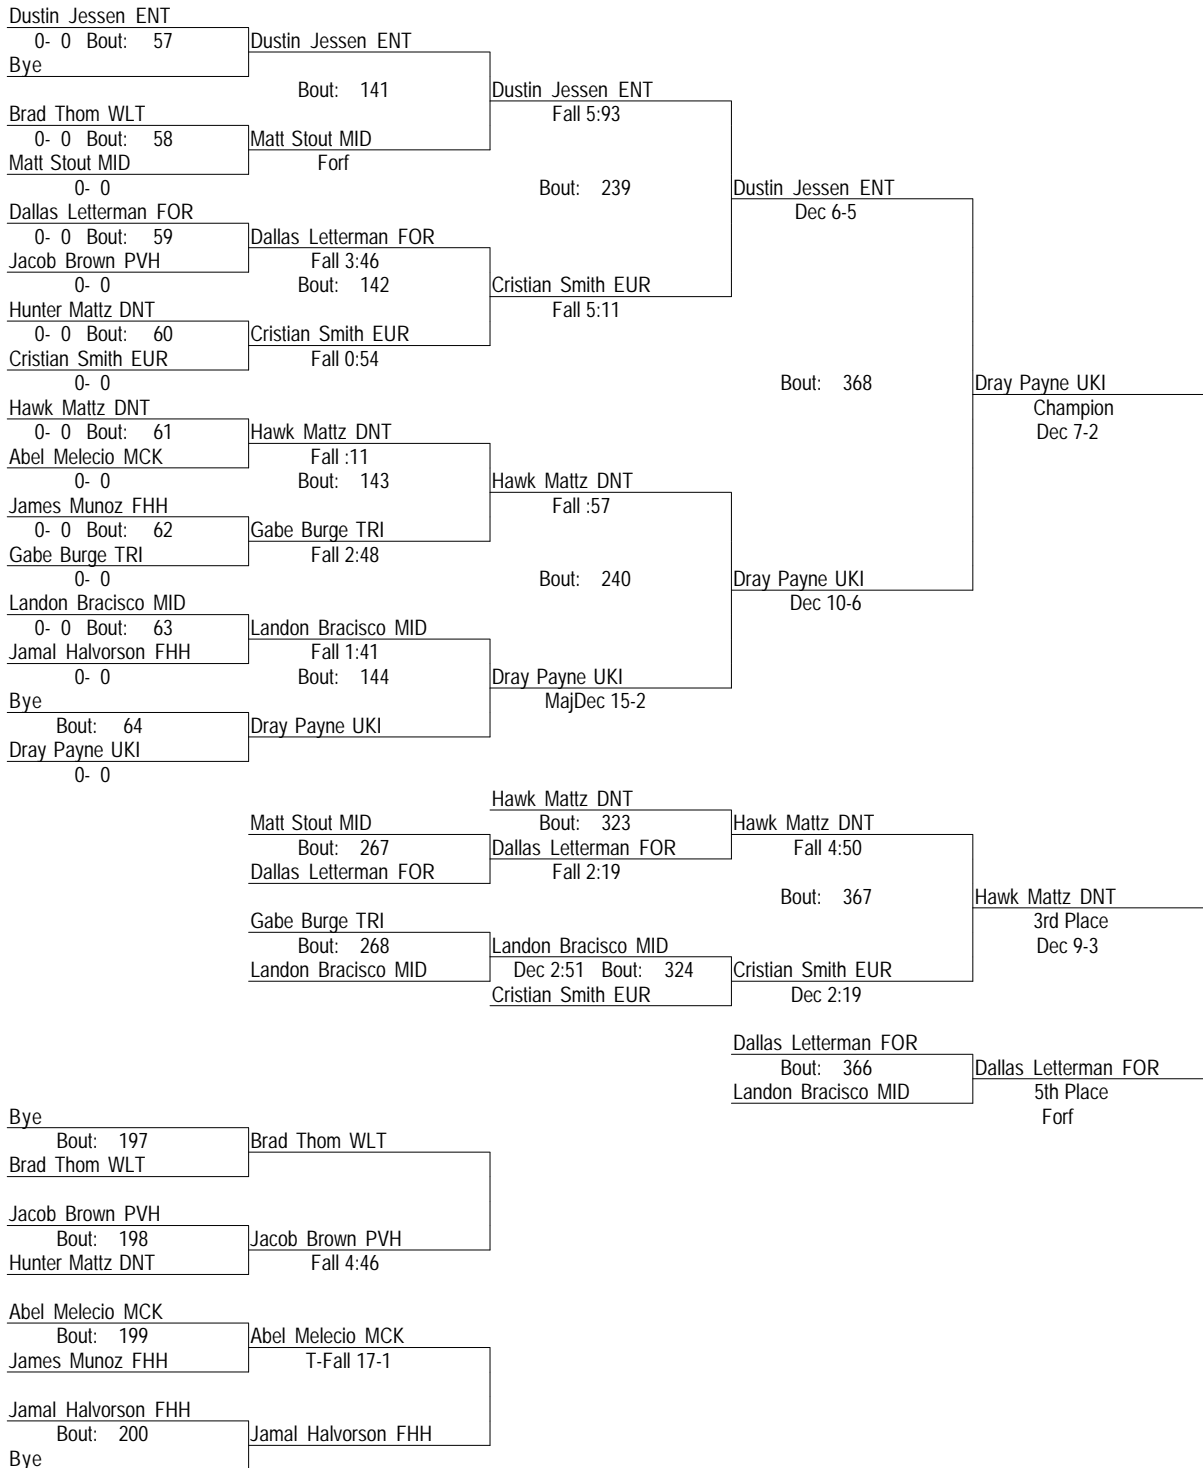 Dustin Jessen ENT
0- 0 Bout: 57 Dustin Jessen ENT
Bye
Bout: 141 Dustin Jessen ENT
Brad Thom WLT Fall 5:93
0- 0 Bout: 58 Matt Stout MID
Matt Stout MID Forf
0- 0 Bout: 239 Dustin Jessen ENT
Dallas Letterman FOR Dec 6-5
0- 0 Bout: 59 Dallas Letterman FOR
Jacob Brown PVH Fall 3:46
0- 0 Bout: 142 Cristian Smith EUR
Hunter Mattz DNT Fall 5:11
0- 0 Bout: 60 Cristian Smith EUR
Cristian Smith EUR Fall 0:54
0- 0 Bout: 368 Dray Payne UKI
Hawk Mattz DNT Champion
0- 0 Bout: 61 Hawk Mattz DNT Dec 7-2
Abel Melecio MCK Fall :11
0- 0 Bout: 143 Hawk Mattz DNT
James Munoz FHH Fall :57
0- 0 Bout: 62 Gabe Burge TRI
Gabe Burge TRI Fall 2:48
0- 0 Bout: 240 Dray Payne UKI
Landon Bracisco MID Dec 10-6
0- 0 Bout: 63 Landon Bracisco MID
Jamal Halvorson FHH Fall 1:41
0- 0 Bout: 144 Dray Payne UKI
Bye MajDec 15-2
Bout: 64 Dray Payne UKI
Dray Payne UKI
0- 0
Hawk Mattz DNT
Matt Stout MID Bout: 323 Hawk Mattz DNT
Bout: 267 Dallas Letterman FOR Fall 4:50
Dallas Letterman FOR Fall 2:19
Bout: 367 Hawk Mattz DNT
Gabe Burge TRI 3rd Place
Bout: 268 Landon Bracisco MID Dec 9-3
Landon Bracisco MID Dec 2:51 Bout: 324 Cristian Smith EUR
Cristian Smith EUR Dec 2:19
Dallas Letterman FOR
Bout: 366 Dallas Letterman FOR
Landon Bracisco MID 5th Place
Bye Forf
Bout: 197 Brad Thom WLT
Brad Thom WLT
Jacob Brown PVH
Bout: 198 Jacob Brown PVH
Hunter Mattz DNT Fall 4:46
Abel Melecio MCK
Bout: 199 Abel Melecio MCK
James Munoz FHH T-Fall 17-1
Jamal Halvorson FHH
Bout: 200 Jamal Halvorson FHH
Bye